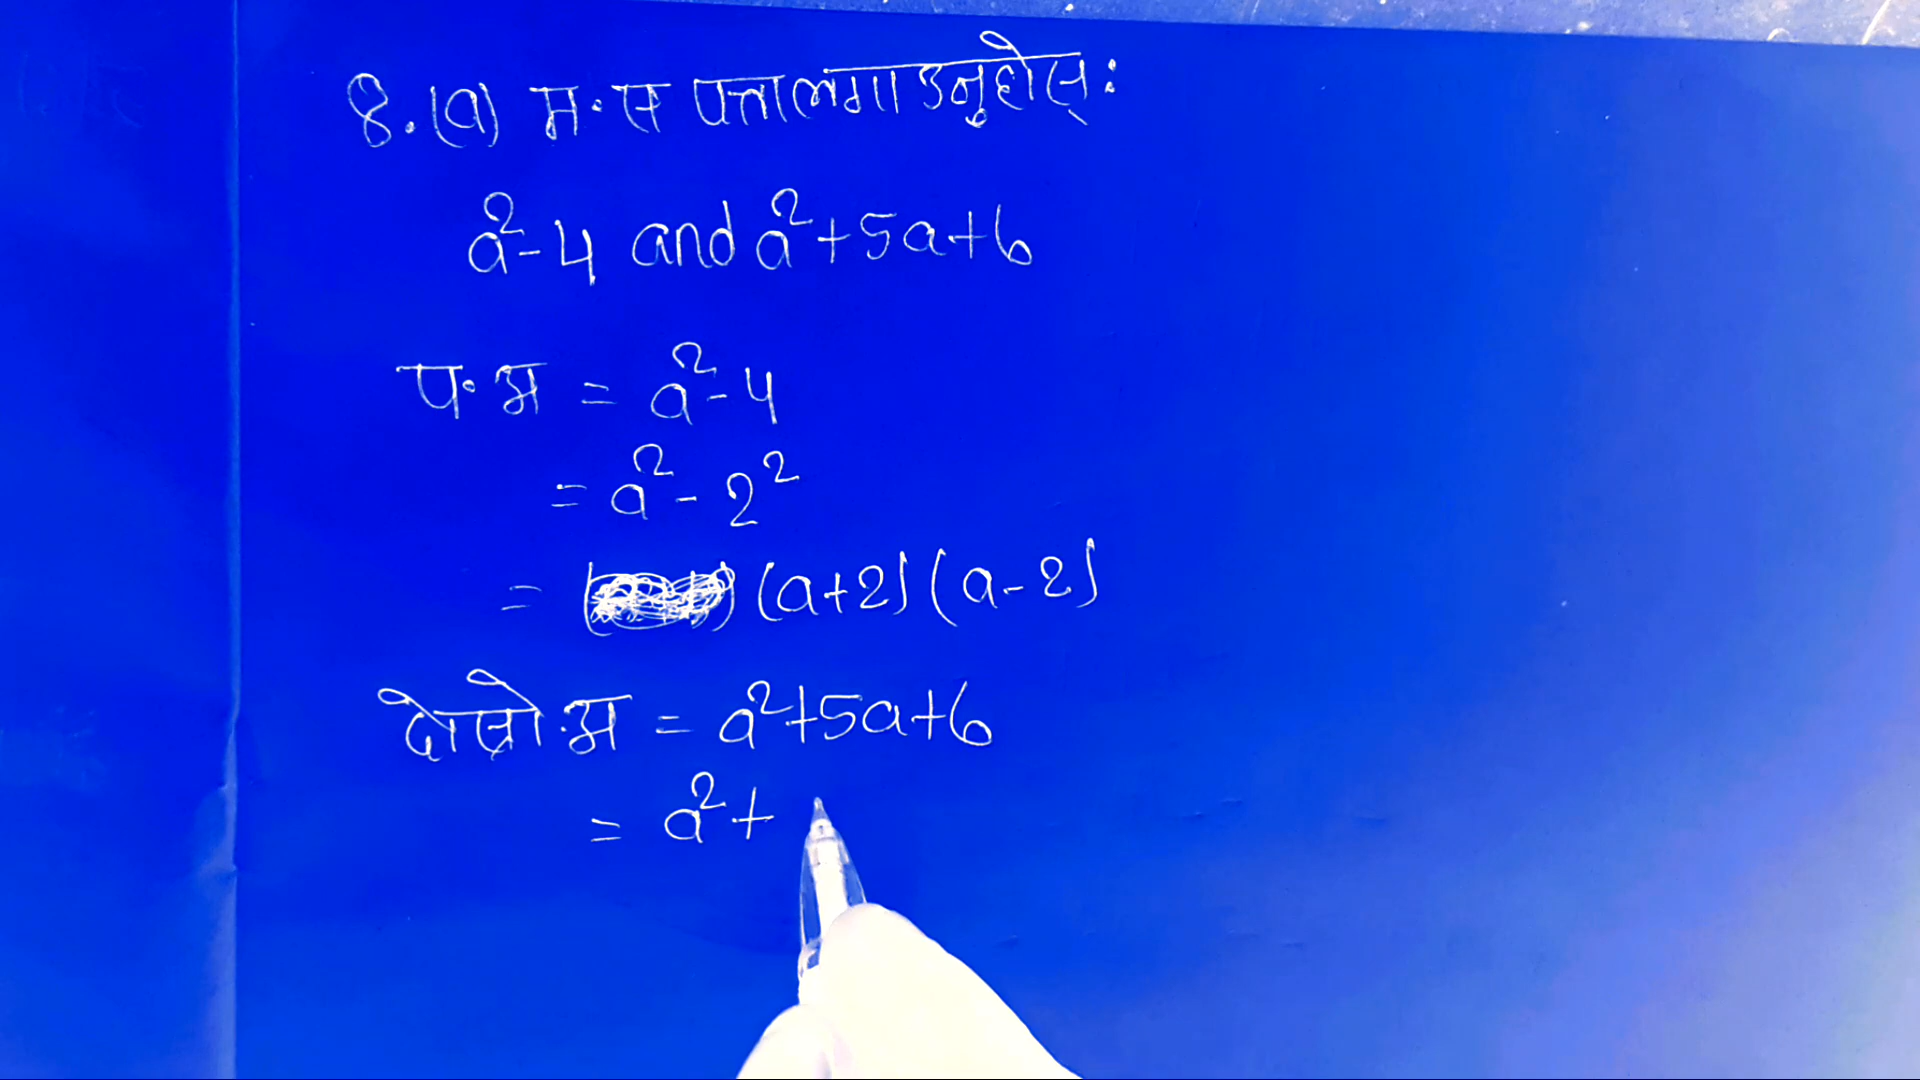 8.(a) म.स पत्तालगाउनुहोस्:
a²-4 and a²+5a+6
प.अ = a²-4
= a²- 2²
= (a+2) (a-2)
दोस्रो.अ = a²+5a+6
= a²+